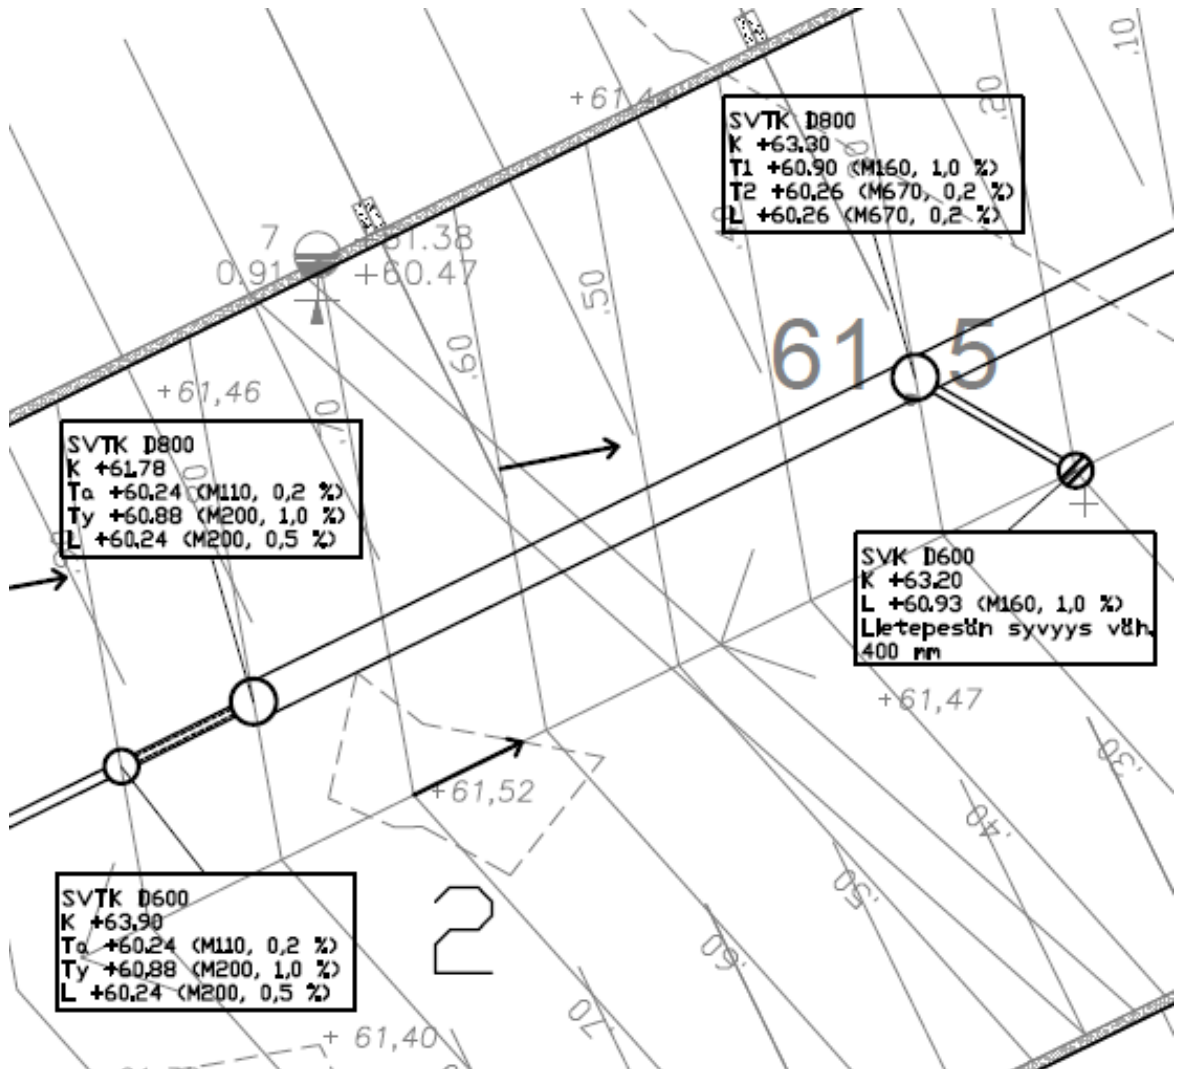 .10
.20
+61,4
SVTK D800
K +63.30
T1 +60.90 (M160, 1,0 %)
T2 +60.26 (M670, 0,2 %)
L +60.26 (M670, 0,2 %)
7
+61.38
0.91
+60.47
.50
.60
61 5
+61,46
.70
SVTK D800
K +61.78
Ta +60.24 (M110, 0,2 %)
Ty +60.88 (M200, 1,0 %)
L +60.24 (M200, 0,5 %)
SVK D600
K +63.20
L +60.93 (M160, 1,0 %)
Lietepesän syvyys väh.
400 mm
+61,47
.30
+61,52
.40
.50
SVTK D600
K +63.90
Ta +60.24 (M110, 0,2 %)
Ty +60.88 (M200, 1,0 %)
L +60.24 (M200, 0,5 %)
2
.60
.70
+ 61,40